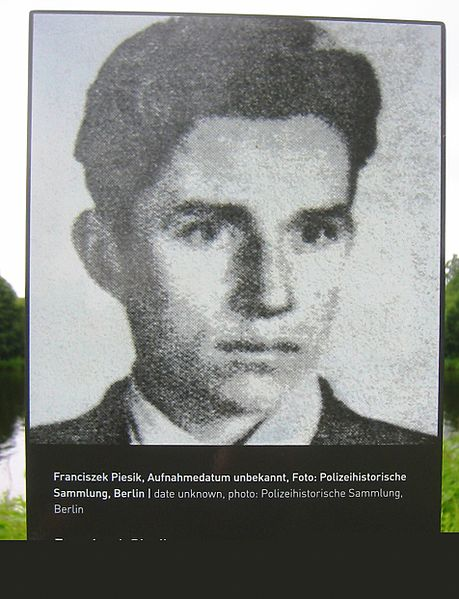 Franciszek Piesik, Aufnahmedatum unbekannt, Foto: Polizeihistorische
Sammlung, Berlin | date unknown, photo: Polizeihistorische Sammlung,
Berlin